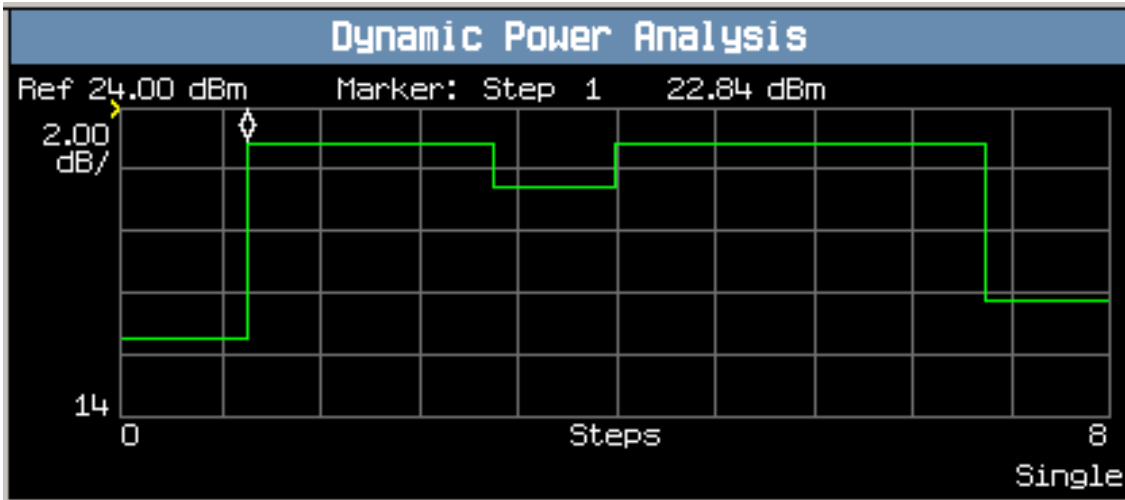 Dynamic Power Analysis
Ref 24.00 dBm Marker: Step 1 22.84 dBm
2.00
dB/
14
0 Steps 8
Single